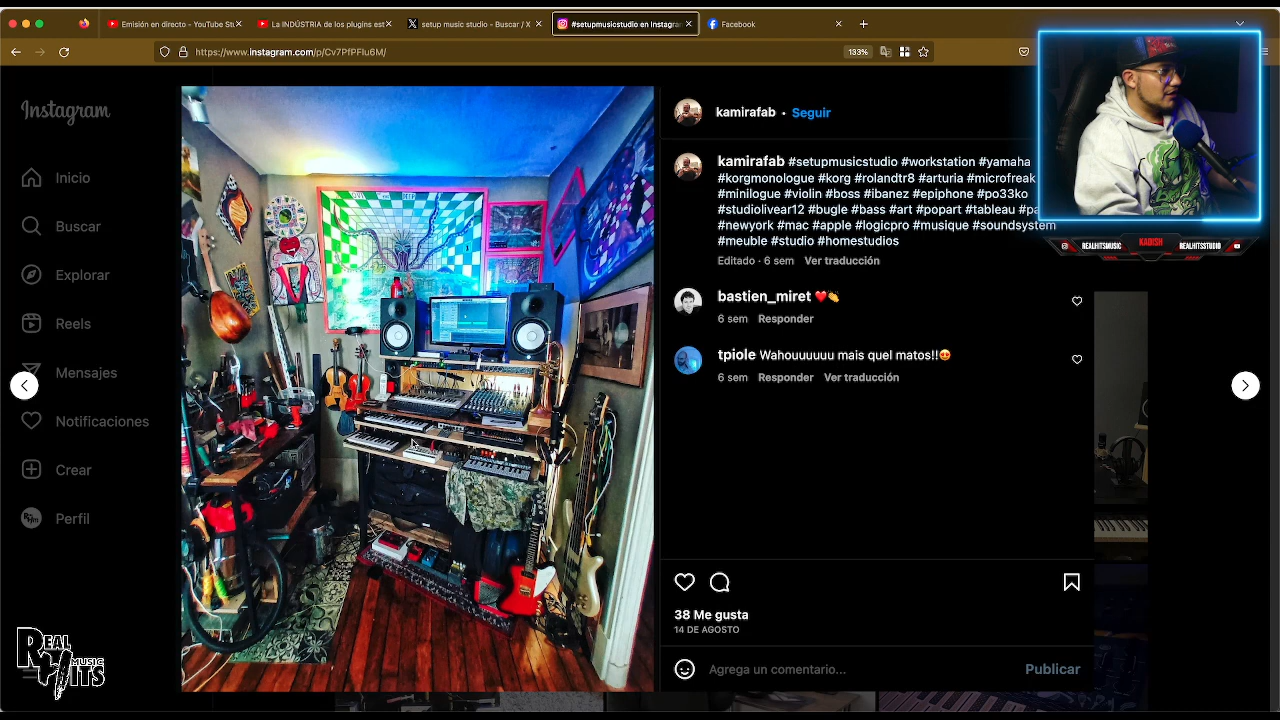 Emisión en directo - YouTube Stu
La INDÚSTRIA de los plugins est
setup music studio - Buscar / X
#setupmusicstudio en Instagram
Facebook
https://www.instagram.com/p/Cv7PfPFlu6M/
133%
Instagram
Inicio
Buscar
Explorar
Reels
Mensajes
Notificaciones
Crear
Perfil
kamirafab • Seguir
kamirafab #setupmusicstudio #workstation #yamaha
#korgmonologue #korg #rolandtr8 #arturia #microfreak
#minilogue #violin #boss #ibanez #epiphone #po33ko
#studiolivear12 #bugle #bass #art #popart #tableau
#newyork #mac #apple #logicpro #musique #soundsystem
#meuble #studio #homestudios
Editado · 6 sem Ver traducción
bastien_miret ❤️👏
6 sem Responder
tpiole Wahouuuuuu mais quel matos!!😍
6 sem Responder Ver traducción
38 Me gusta
14 DE AGOSTO
Agrega un comentario...
Publicar
REALHITSMUSIC
KADISH
REALHITSSTUDIO
REAL
HITS
MUSIC